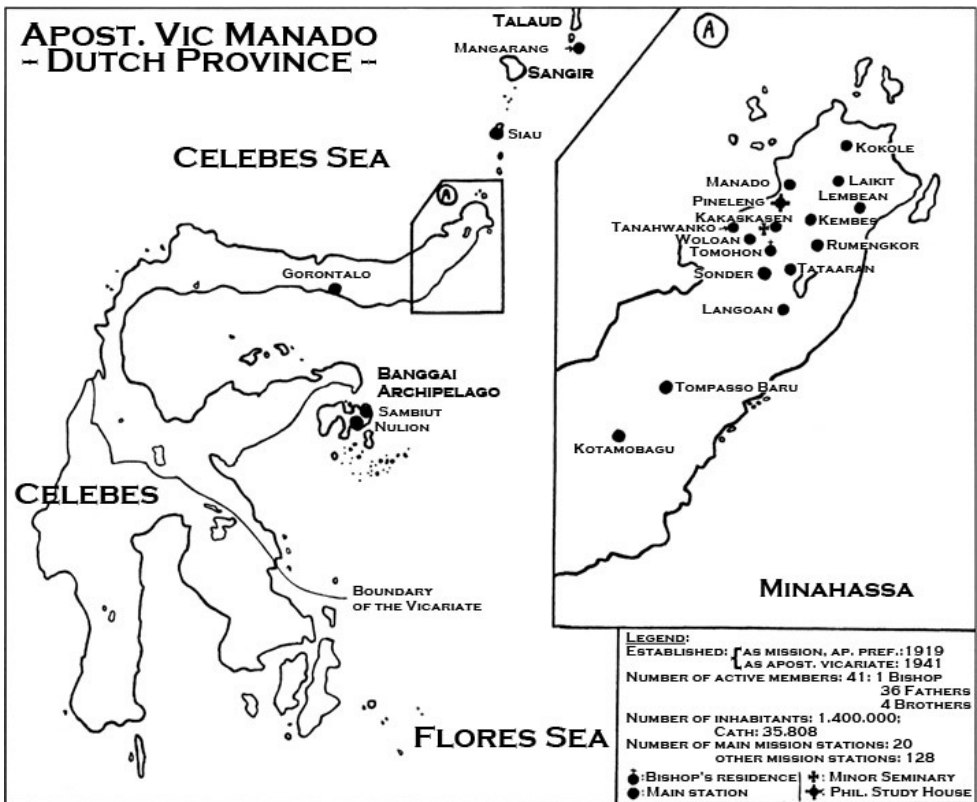 Apost. Vic Manado
- Dutch Province -
Talaud
Mangarang
Sangir
Siau
Celebes Sea
A
Gorontalo
Banggai
Archipelago
Sambiut
Nulion
Celebes
Boundary
of the Vicariate
Flores Sea
A
Kokole
Manado
Laikit
Pineleng
Lembean
Kakaskasen
Tanahwanko
Kembes
Woloan
Rumengkor
Tomohon
Sonder
Tataaran
Langoan
Tompasso Baru
Kotamobagu
Minahassa
Legend:
Established: { as mission, ap. pref.: 1919
as apost. vicariate: 1941
Number of active members: 41: 1 Bishop
36 Fathers
4 Brothers
Number of inhabitants: 1.400.000;
Cath: 35.808
Number of main mission stations: 20
other mission stations: 128
: Bishop's residence
: Minor Seminary
: Main station
: Phil. Study House